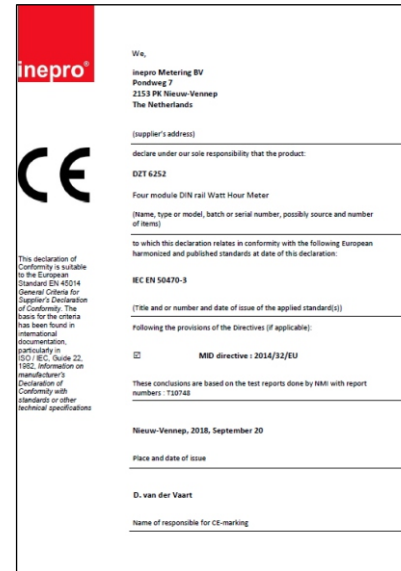 inepro®
CE
This declaration of
Conformity is suitable
to the European
Standard EN 45014
General Criteria for
Supplier's Declaration
of Conformity. The
basis for the criteria
has been found in
international
documentation,
particularly in
ISO / IEC, Guide 22,
1982, Information on
manufacturer's
Declaration of
Conformity with
standards or other
technical specifications
We,
inepro Metering BV
Pondweg 7
2153 PK Nieuw-Vennep
The Netherlands
(supplier's address)
declare under our sole responsibility that the product:
DZT 6252
Four module DIN rail Watt Hour Meter
(Name, type or model, batch or serial number, possibly source and number
of items)
to which this declaration relates in conformity with the following European
harmonized and published standards at date of this declaration:
IEC EN 50470-3
(Title and or number and date of issue of the applied standard(s))
Following the provisions of the Directives (if applicable):
☑ MID directive : 2014/32/EU
These conclusions are based on the test reports done by NMI with report
numbers : T10748
Nieuw-Vennep, 2018, September 20
Place and date of issue
D. van der Vaart
Name of responsible for CE-marking